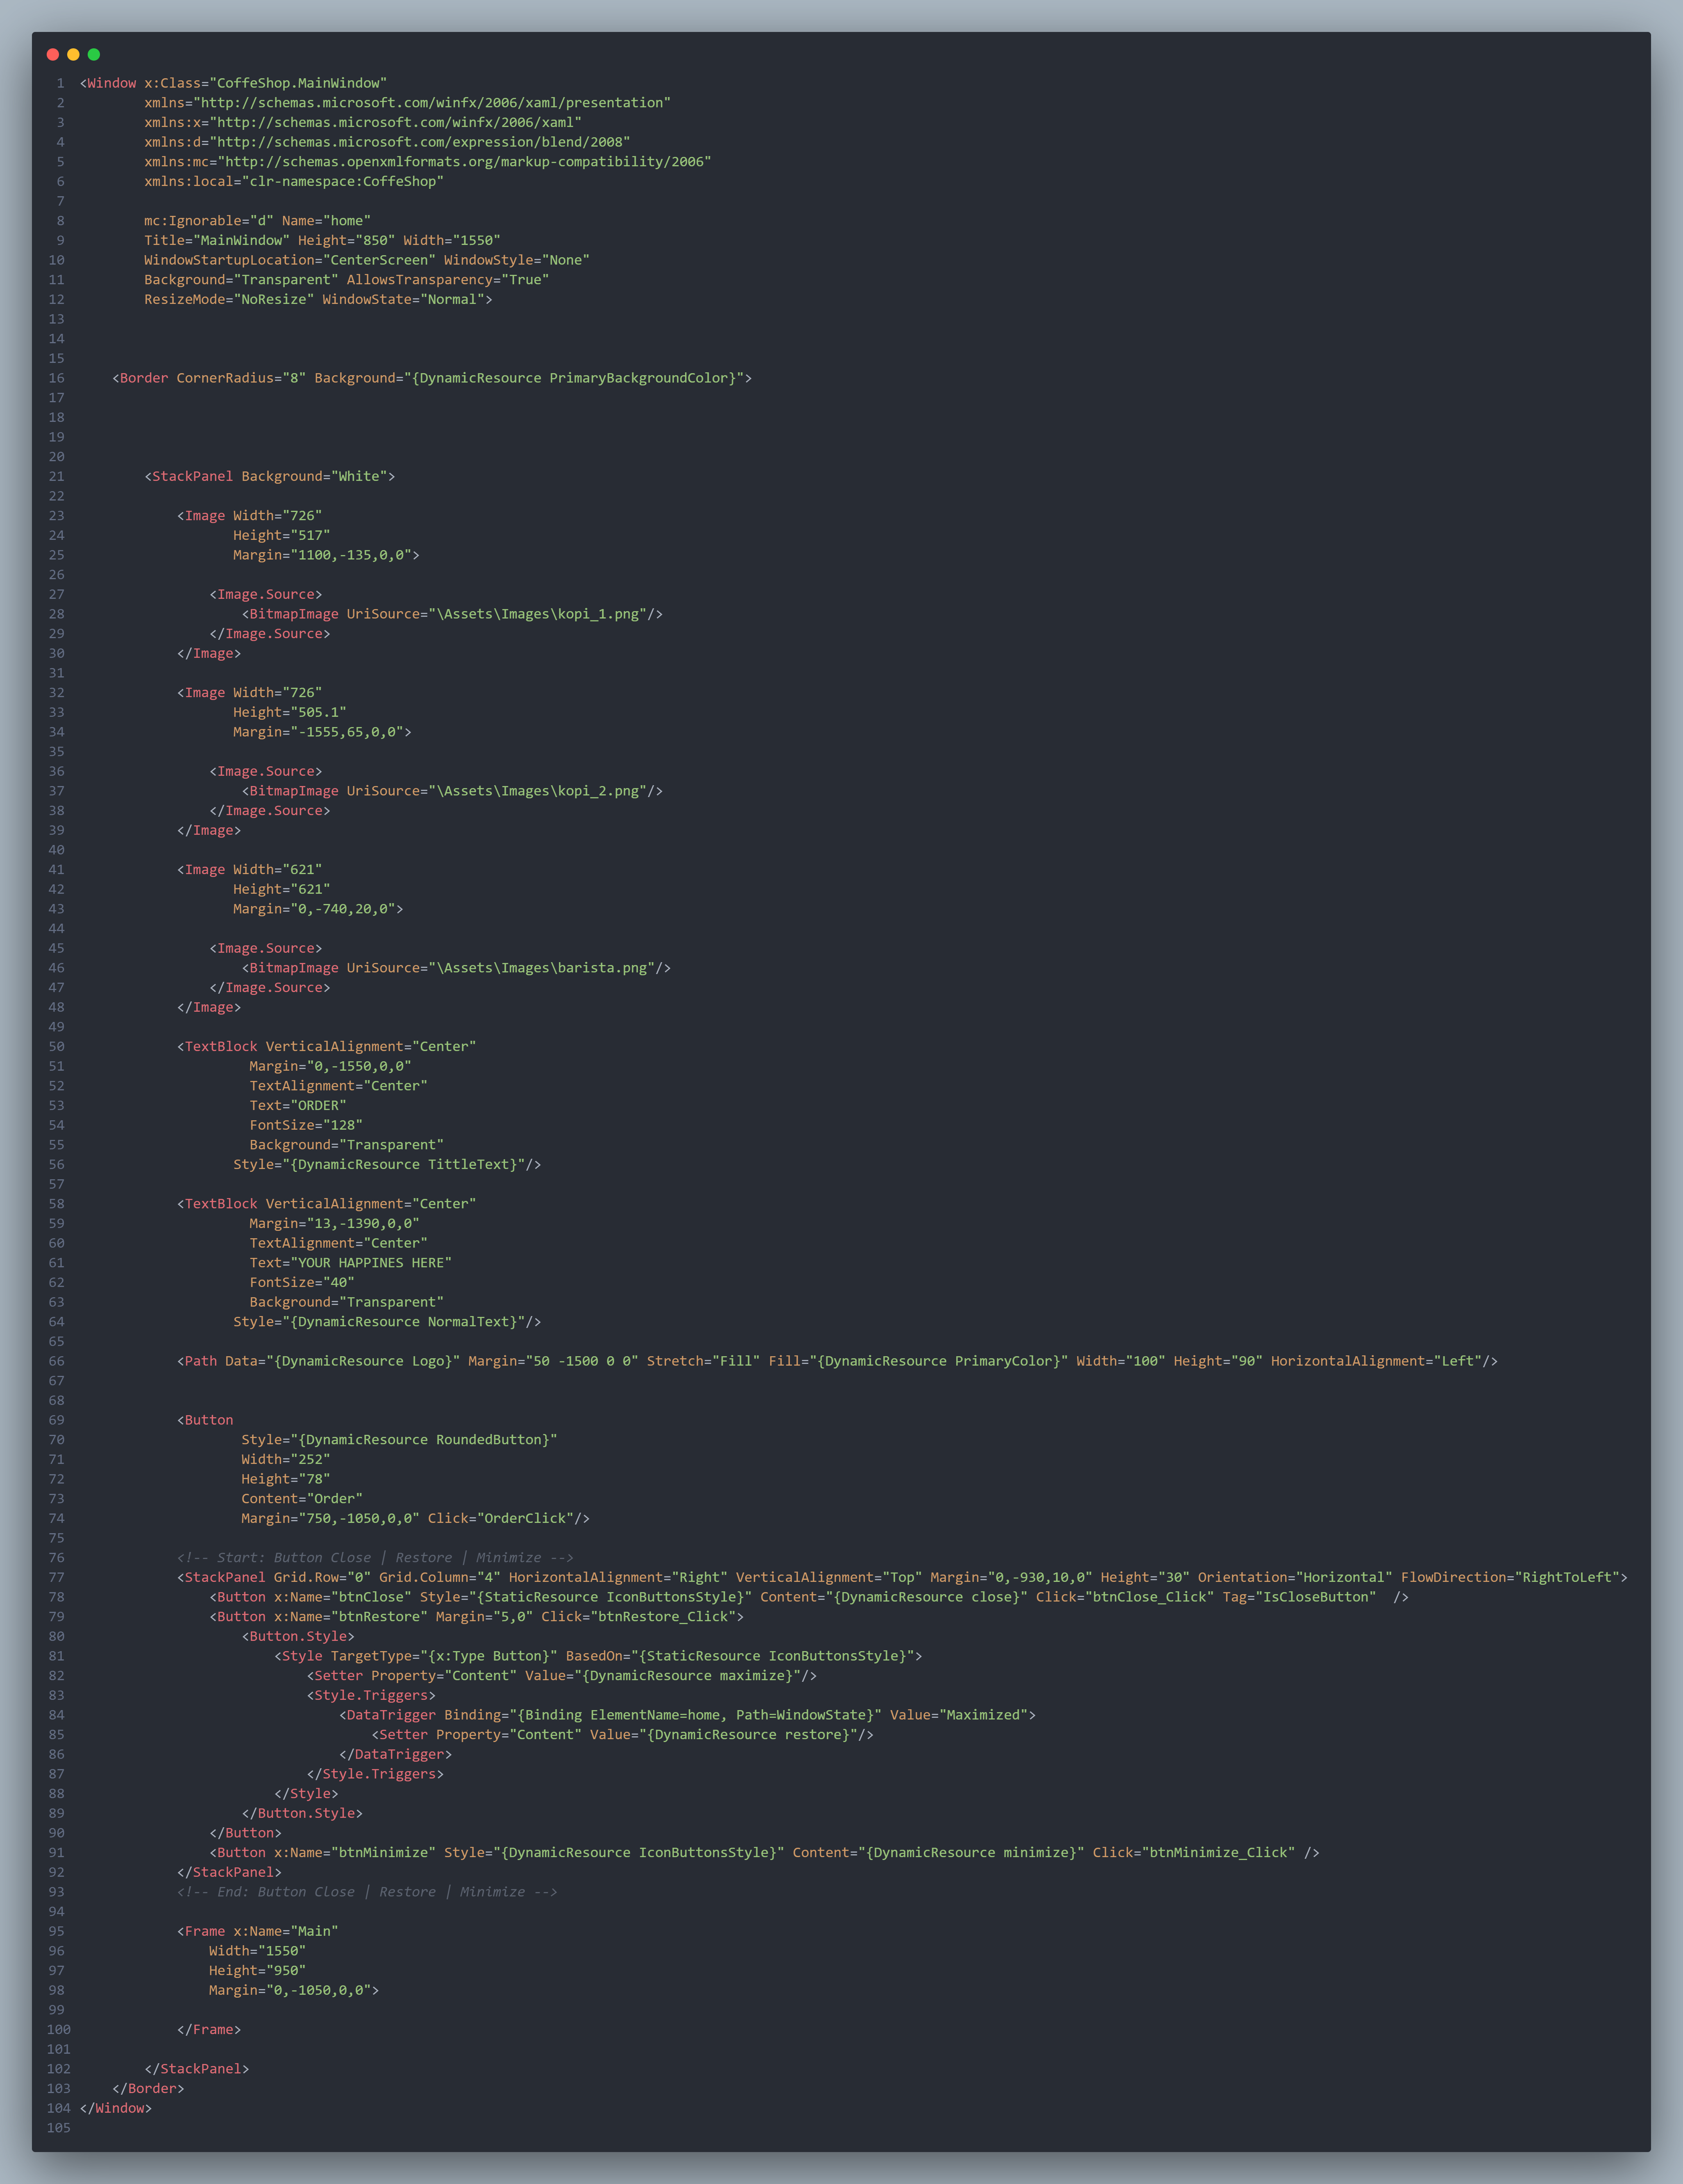 1 <Window x:Class="CoffeShop.MainWindow"
2         xmlns="http://schemas.microsoft.com/winfx/2006/xaml/presentation"
3         xmlns:x="http://schemas.microsoft.com/winfx/2006/xaml"
4         xmlns:d="http://schemas.microsoft.com/expression/blend/2008"
5         xmlns:mc="http://schemas.openxmlformats.org/markup-compatibility/2006"
6         xmlns:local="clr-namespace:CoffeShop"
7
8         mc:Ignorable="d" Name="home"
9         Title="MainWindow" Height="850" Width="1550"
10         WindowStartupLocation="CenterScreen" WindowStyle="None"
11         Background="Transparent" AllowsTransparency="True"
12         ResizeMode="NoResize" WindowState="Normal">
13
14
15
16     <Border CornerRadius="8" Background="{DynamicResource PrimaryBackgroundColor}">
17
18
19
20
21         <StackPanel Background="White">
22
23             <Image Width="726"
24                    Height="517"
25                    Margin="1100,-135,0,0">
26
27                 <Image.Source>
28                     <BitmapImage UriSource="\Assets\Images\kopi_1.png"/>
29                 </Image.Source>
30             </Image>
31
32             <Image Width="726"
33                    Height="505.1"
34                    Margin="-1555,65,0,0">
35
36                 <Image.Source>
37                     <BitmapImage UriSource="\Assets\Images\kopi_2.png"/>
38                 </Image.Source>
39             </Image>
40
41             <Image Width="621"
42                    Height="621"
43                    Margin="0,-740,20,0">
44
45                 <Image.Source>
46                     <BitmapImage UriSource="\Assets\Images\barista.png"/>
47                 </Image.Source>
48             </Image>
49
50             <TextBlock VerticalAlignment="Center"
51                      Margin="0,-1550,0,0"
52                      TextAlignment="Center"
53                      Text="ORDER"
54                      FontSize="128"
55                      Background="Transparent"
56                    Style="{DynamicResource TittleText}"/>
57
58             <TextBlock VerticalAlignment="Center"
59                      Margin="13,-1390,0,0"
60                      TextAlignment="Center"
61                      Text="YOUR HAPPINES HERE"
62                      FontSize="40"
63                      Background="Transparent"
64                    Style="{DynamicResource NormalText}"/>
65
66             <Path Data="{DynamicResource Logo}" Margin="50 -1500 0 0" Stretch="Fill" Fill="{DynamicResource PrimaryColor}" Width="100" Height="90" HorizontalAlignment="Left"/>
67
68
69             <Button
70                     Style="{DynamicResource RoundedButton}"
71                     Width="252"
72                     Height="78"
73                     Content="Order"
74                     Margin="750,-1050,0,0" Click="OrderClick"/>
75
76             <!-- Start: Button Close | Restore | Minimize -->
77             <StackPanel Grid.Row="0" Grid.Column="4" HorizontalAlignment="Right" VerticalAlignment="Top" Margin="0,-930,10,0" Height="30" Orientation="Horizontal" FlowDirection="RightToLeft">
78                 <Button x:Name="btnClose" Style="{StaticResource IconButtonsStyle}" Content="{DynamicResource close}" Click="btnClose_Click" Tag="IsCloseButton"  />
79                 <Button x:Name="btnRestore" Margin="5,0" Click="btnRestore_Click">
80                     <Button.Style>
81                         <Style TargetType="{x:Type Button}" BasedOn="{StaticResource IconButtonsStyle}">
82                             <Setter Property="Content" Value="{DynamicResource maximize}"/>
83                             <Style.Triggers>
84                                 <DataTrigger Binding="{Binding ElementName=home, Path=WindowState}" Value="Maximized">
85                                     <Setter Property="Content" Value="{DynamicResource restore}"/>
86                                 </DataTrigger>
87                             </Style.Triggers>
88                         </Style>
89                     </Button.Style>
90                 </Button>
91                 <Button x:Name="btnMinimize" Style="{DynamicResource IconButtonsStyle}" Content="{DynamicResource minimize}" Click="btnMinimize_Click" />
92             </StackPanel>
93             <!-- End: Button Close | Restore | Minimize -->
94
95             <Frame x:Name="Main"
96                 Width="1550"
97                 Height="950"
98                 Margin="0,-1050,0,0">
99
100             </Frame>
101
102         </StackPanel>
103     </Border>
104 </Window>
105